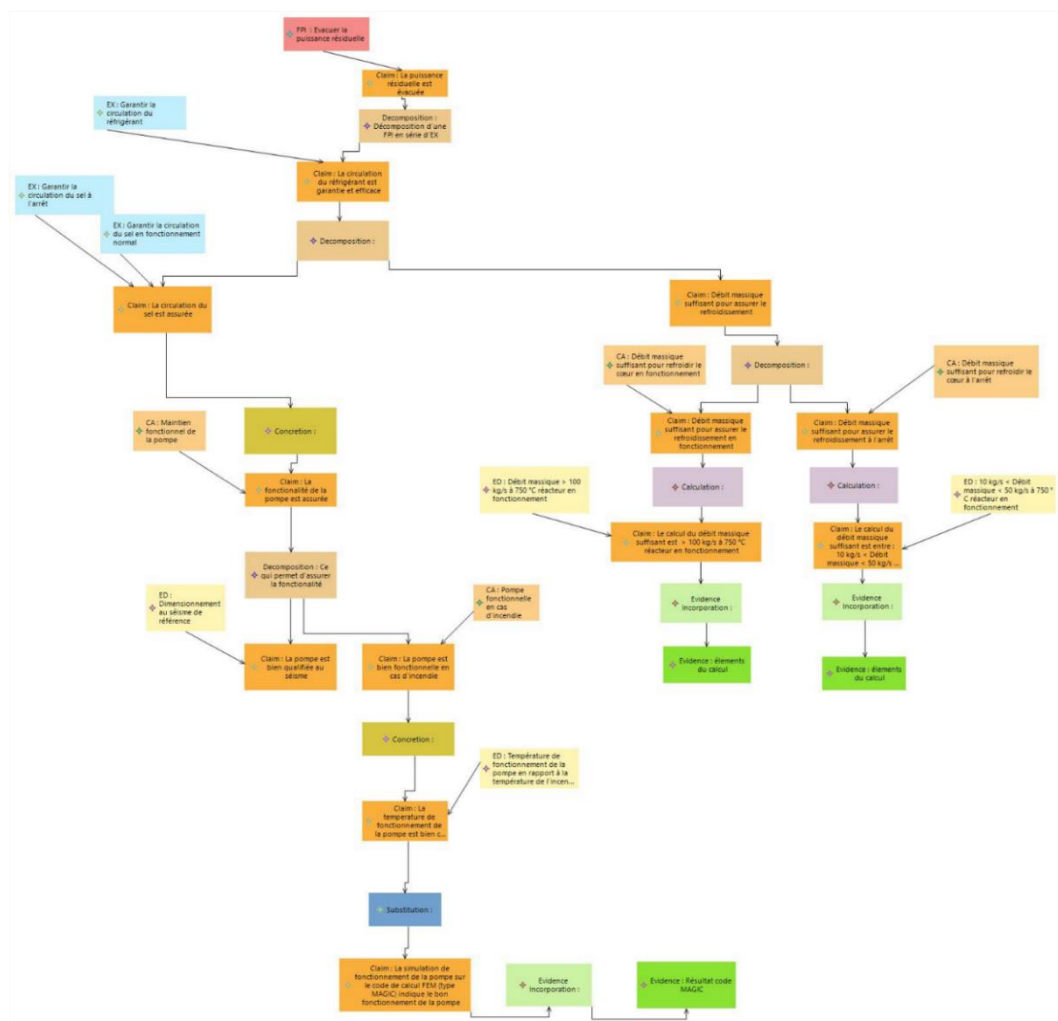 FPI : Evacuer la
puissance résiduelle
Claim : La puissance
résiduelle est
évacuée
EX : Garantir la
circulation du
réfrigérant
Decomposition :
Décomposition d'une
FPI en série d'EX
Claim : La circulation
du réfrigérant est
garantie et efficace
EX : Garantir la
circulation du sel à
l'arrêt
EX : Garantir la circulation
du sel en fonctionnement
normal
Decomposition :
Claim : La circulation du
sel est assurée
Claim : Débit massique
suffisant pour assurer le
refroidissement
CA : Débit massique
suffisant pour refroidir le
cœur en fonctionnement
Decomposition :
CA : Débit massique
suffisant pour refroidir le
cœur à l'arrêt
CA : Maintien
fonctionnel de
la pompe
Concretion :
Claim : Débit massique
suffisant pour assurer le
refroidissement en
fonctionnement
Claim : Débit massique
suffisant pour assurer le
refroidissement à l'arrêt
Claim : La
fonctionalité de la
pompe est assurée
ED : Débit massique > 100
kg/s à 750 °C réacteur en
fonctionnement
Calculation :
Calculation :
ED : 10 kg/s < Débit
massique < 50 kg/s à 750 °
C réacteur en
fonctionnement
Claim : Le calcul du débit massique
suffisant est > 100 kg/s à 750 °C
réacteur en fonctionnement
Claim : Le calcul du
débit massique
suffisant est entre :
10 kg/s < Débit
massique < 50 kg/s ...
Decomposition : Ce
qui permet d'assurer
la fonctionalité
ED :
Dimensionnement
au séisme de
référence
CA : Pompe
fonctionnelle
en cas
d'incendie
Evidence
Incorporation :
Evidence
Incorporation :
Claim : La pompe est
bien qualifiée au
séisme
Claim : La pompe est
bien fonctionnelle en
cas d'incendie
Evidence : élements
du calcul
Evidence : élements
du calcul
Concretion :
ED : Température de
fonctionnement de la
pompe en rapport à la
température de l'incen...
Claim : La
temperature de
fonctionnement de
la pompe est bien c...
Substitution :
Claim : La simulation de
fonctionnement de la pompe sur
le code de calcul FEM (type
MAGIC) indique le bon
fonctionnement de la pompe
Evidence
Incorporation :
Evidence : Résultat code
MAGIC